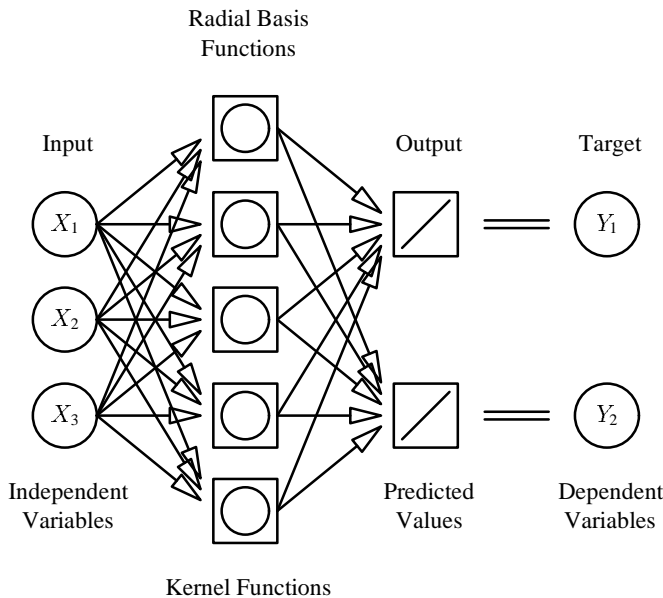 Radial Basis
Functions
Input
Output
Target
X₁
Y₁
X₂
X₃
Y₂
Independent
Variables
Predicted
Values
Dependent
Variables
Kernel Functions